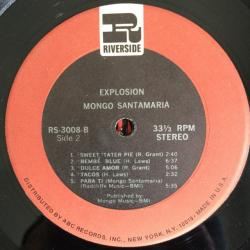 RIVERSIDE
EXPLOSION
MONGO SANTAMARIA
RS-3008-B
Side 2
33⅓ RPM
STEREO
1. *SWEET 'TATER PIE (R. Grant) 2:40
2. *BEMBE BLUE (H. Laws) 6:37
3. *DULCE AMOR (R. Grant) 5:06
4. *TACOS (H. Laws) 4:14
5. PARA TI (Mongo Santamaria)
(Radcliffe Music—BMI) 5:35
*Published by
Mongo Music—BMI
DISTRIBUTED BY ABC RECORDS, INC., NEW YORK, N.Y. 10019 / MADE IN U.S.A.